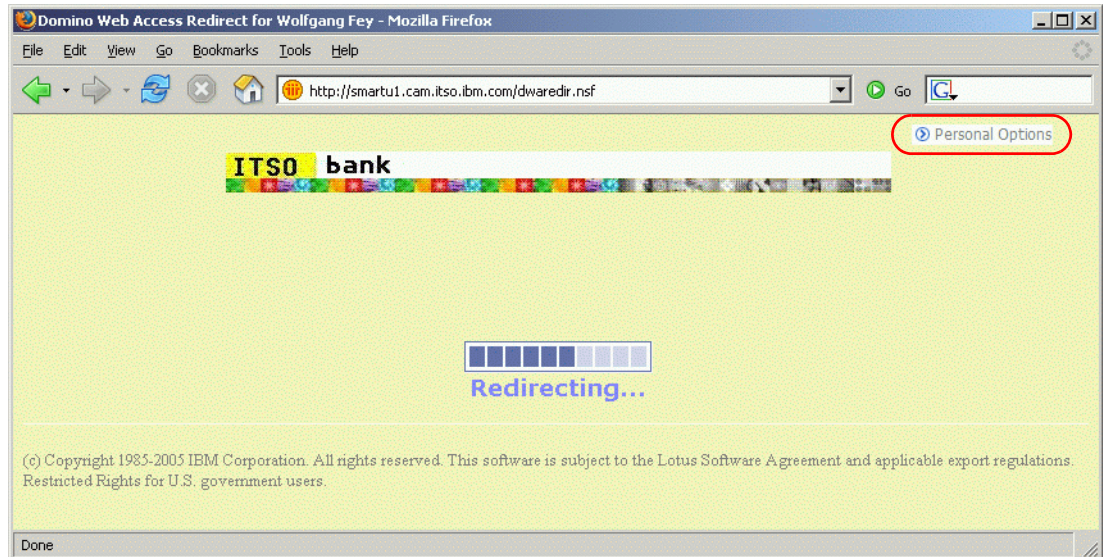 Domino Web Access Redirect for Wolfgang Fey - Mozilla Firefox
File Edit View Go Bookmarks Tools Help
http://smartu1.cam.itso.ibm.com/dwaredir.nsf Go G
Personal Options
ITSO bank
Redirecting...
(c) Copyright 1985-2005 IBM Corporation. All rights reserved. This software is subject to the Lotus Software Agreement and applicable export regulations.
Restricted Rights for U.S. government users.
Done